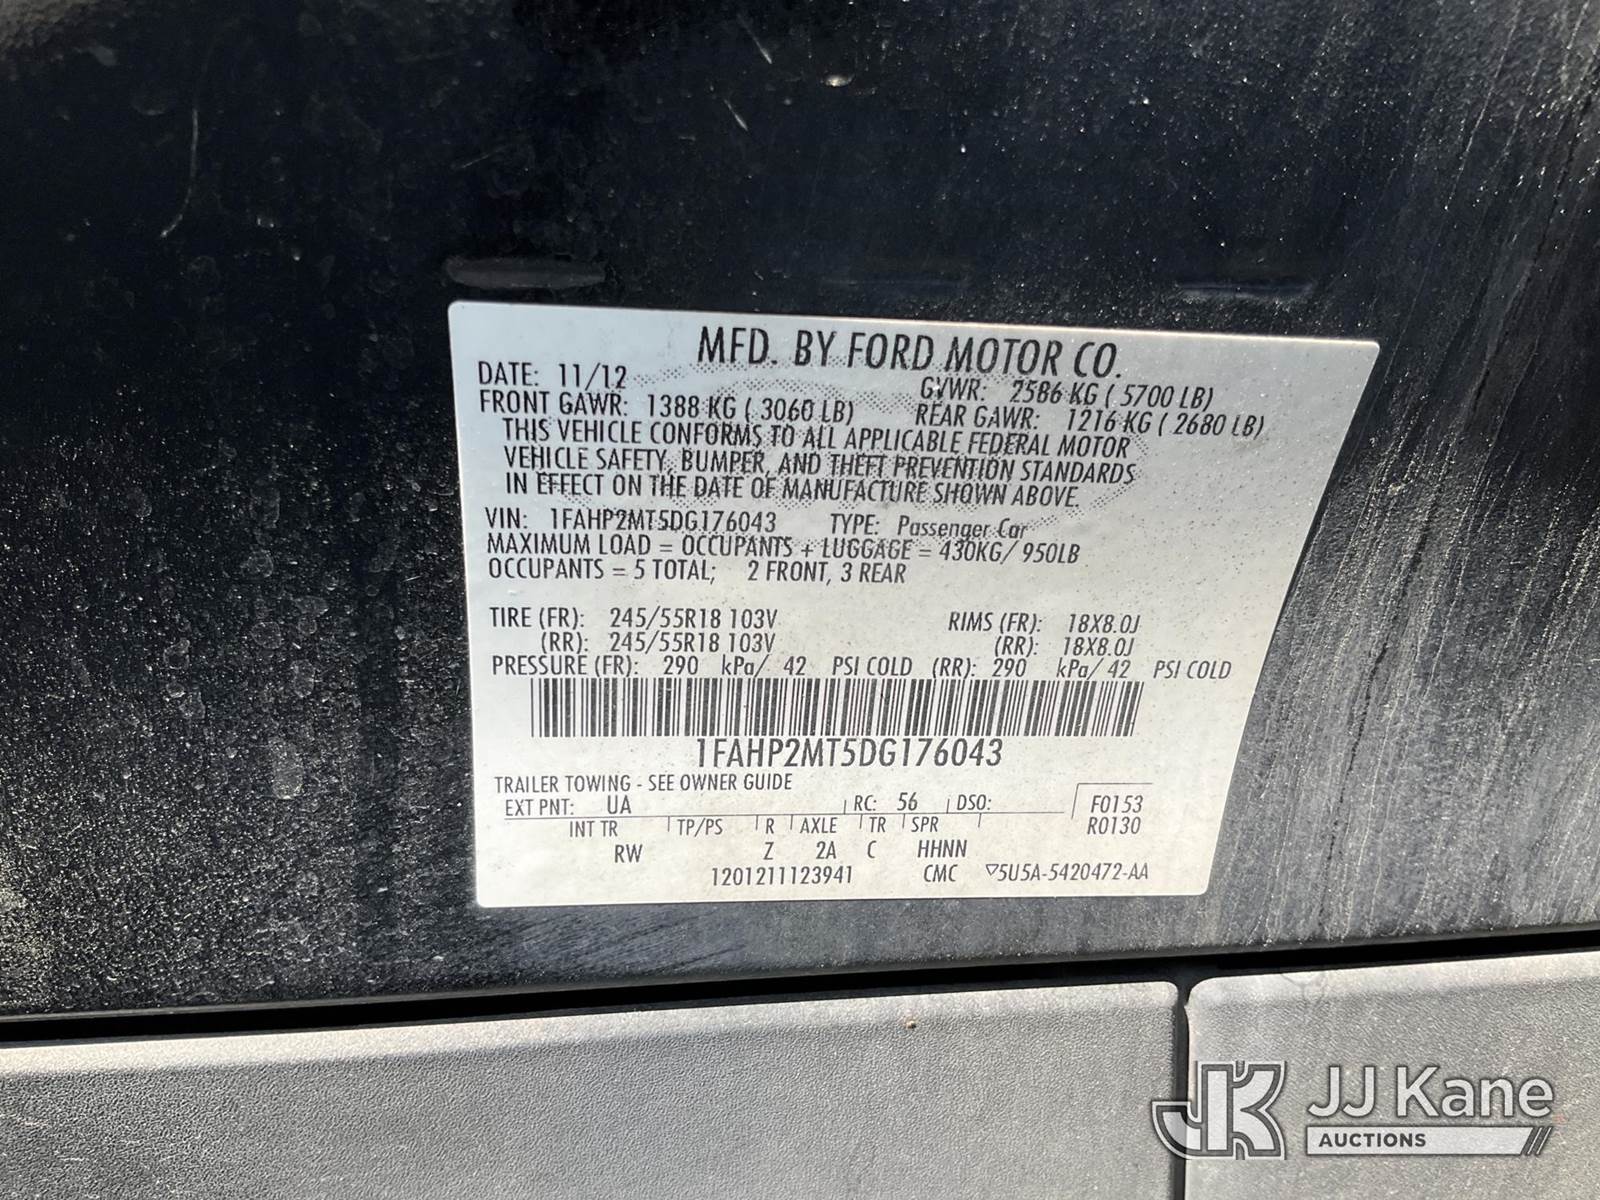 MFD. BY FORD MOTOR CO.
DATE: 11/12 GVWR: 2586 KG ( 5700 LB)
FRONT GAWR: 1388 KG ( 3060 LB) REAR GAWR: 1216 KG ( 2680 LB)
THIS VEHICLE CONFORMS TO ALL APPLICABLE FEDERAL MOTOR
VEHICLE SAFETY, BUMPER, AND THEFT PREVENTION STANDARDS
IN EFFECT ON THE DATE OF MANUFACTURE SHOWN ABOVE.
VIN: 1FAHP2MT5DG176043 TYPE: Passenger Car
MAXIMUM LOAD = OCCUPANTS + LUGGAGE = 430KG/ 950LB
OCCUPANTS = 5 TOTAL; 2 FRONT, 3 REAR
TIRE (FR): 245/55R18 103V RIMS (FR): 18X8.0J
(RR): 245/55R18 103V (RR): 18X8.0J
PRESSURE (FR): 290 kPa/ 42 PSI COLD (RR): 290 kPa/ 42 PSI COLD
1FAHP2MT5DG176043
TRAILER TOWING - SEE OWNER GUIDE
EXT PNT: UA RC: 56 DSO: F0153
INT TR TP/PS R AXLE TR SPR R0130
RW Z 2A C HHNN
1201211123941 CMC ▽5U5A-5420472-AA
JK JJ Kane
AUCTIONS